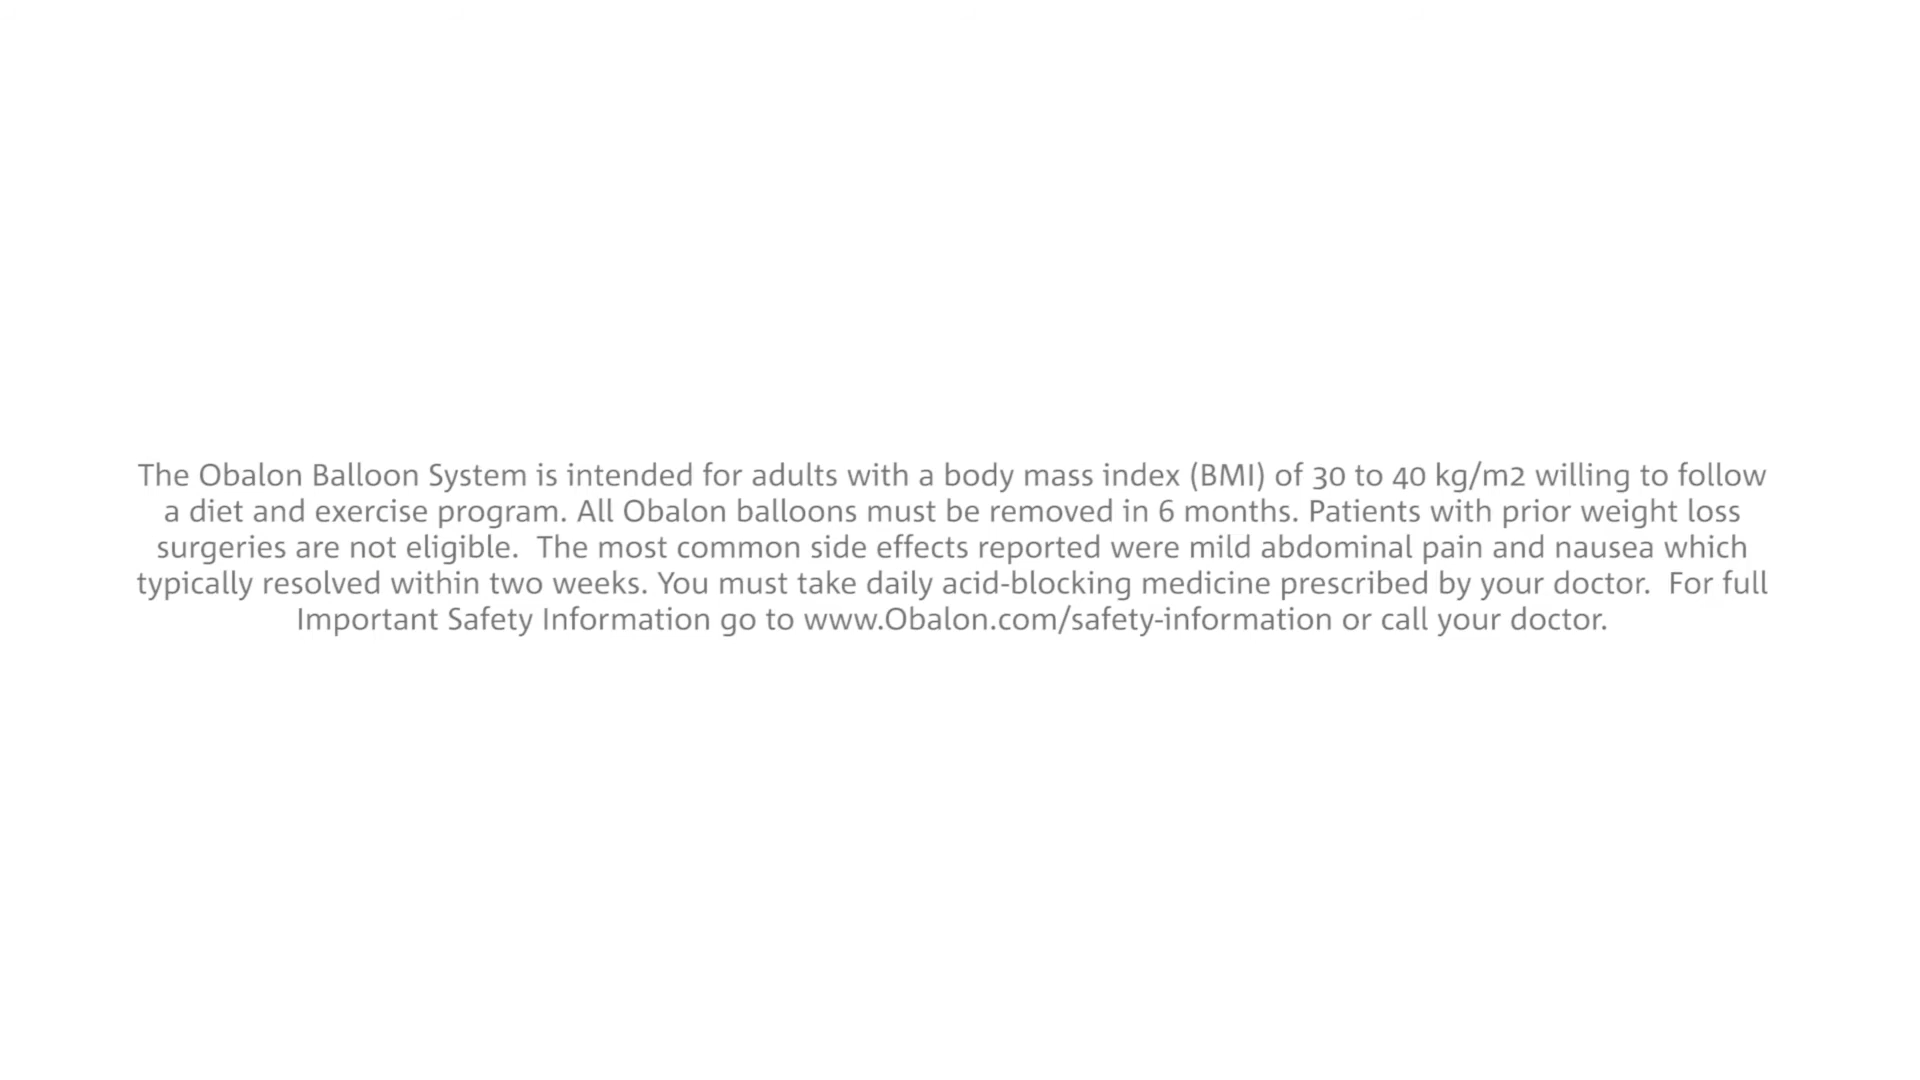 The Obalon Balloon System is intended for adults with a body mass index (BMI) of 30 to 40 kg/m2 willing to follow
a diet and exercise program. All Obalon balloons must be removed in 6 months. Patients with prior weight loss
surgeries are not eligible.  The most common side effects reported were mild abdominal pain and nausea which
typically resolved within two weeks. You must take daily acid-blocking medicine prescribed by your doctor.  For full
Important Safety Information go to www.Obalon.com/safety-information or call your doctor.